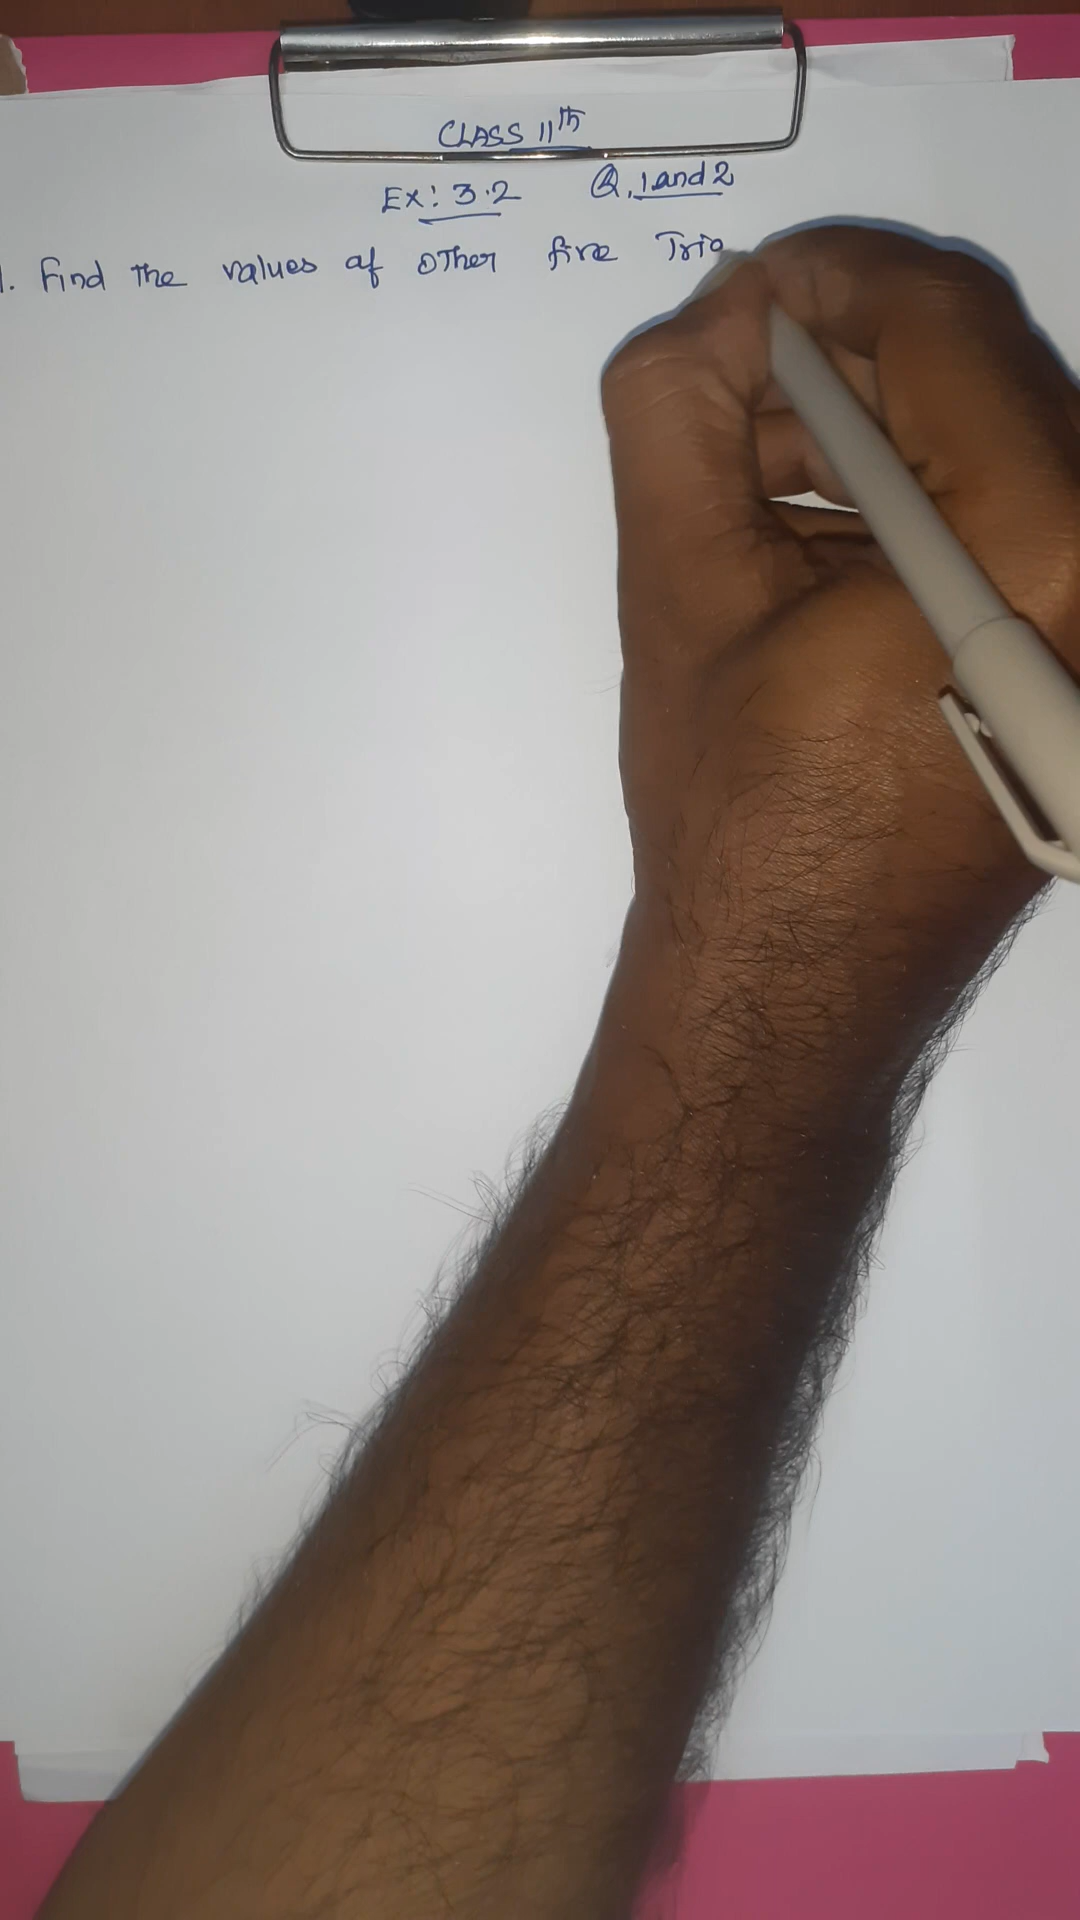 CLASS 11th
Ex: 3.2 Q. 1 and 2
1. Find the values of other five Trig